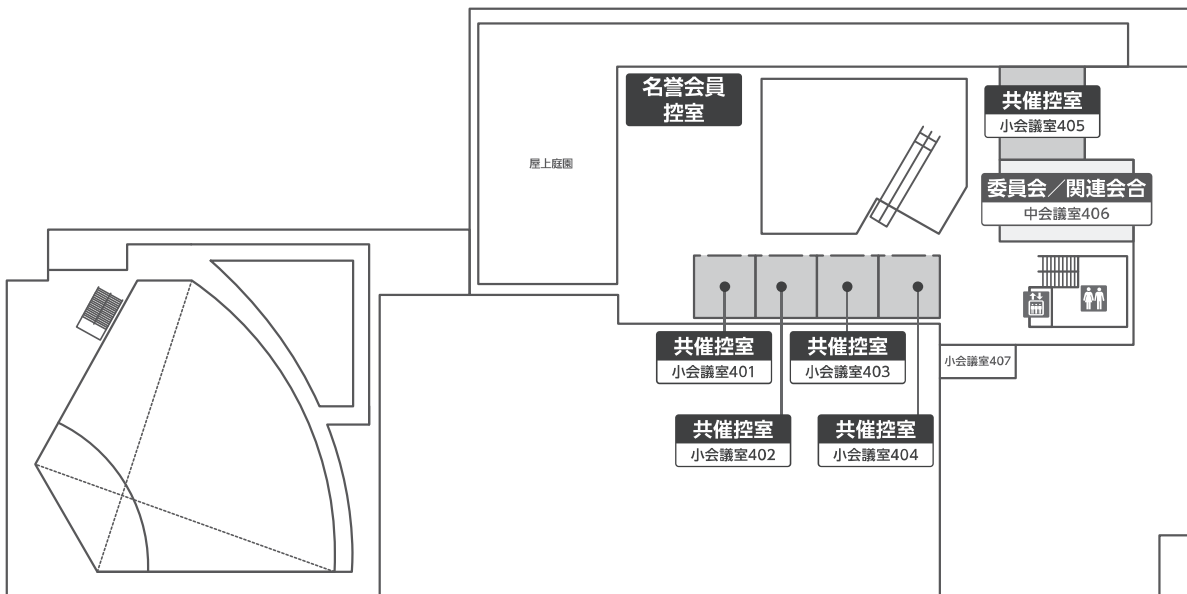 名誉会員
控室
共催控室
小会議室405
屋上庭園
委員会／関連会合
中会議室406
共催控室
小会議室401
共催控室
小会議室403
小会議室407
共催控室
小会議室402
共催控室
小会議室404